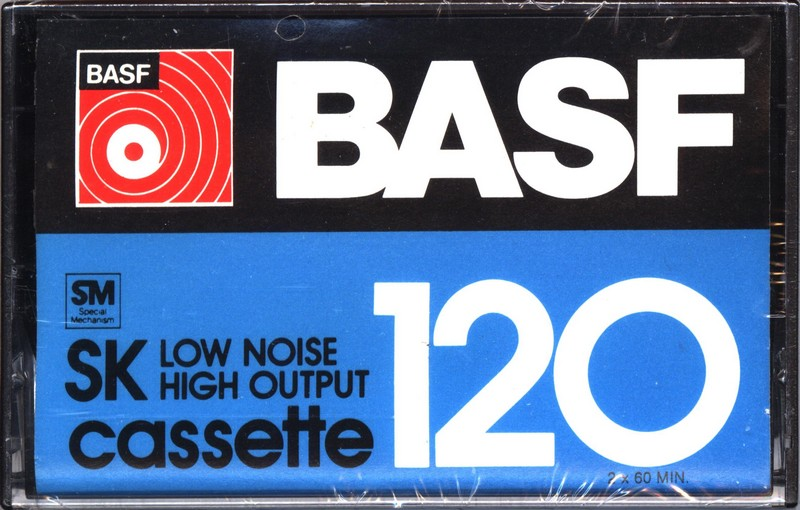 BASF
BASF
SM
Special
Mechanism
SK LOW NOISE
HIGH OUTPUT
cassette
120
2 x 60 MIN.